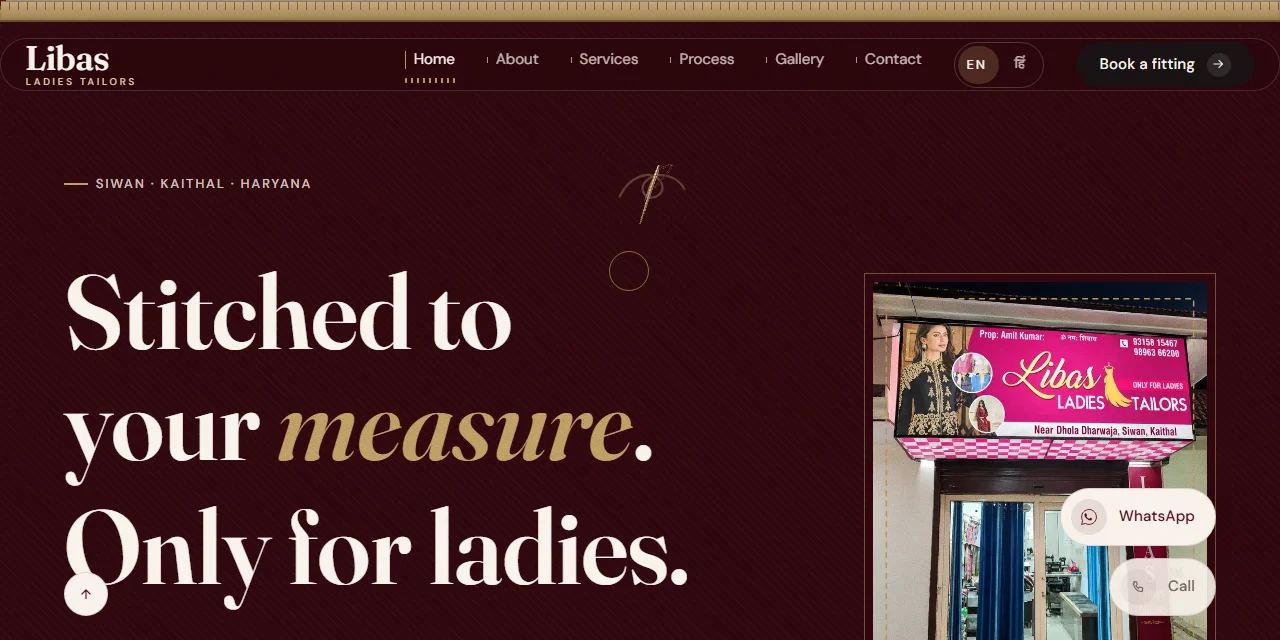 Libas
LADIES TAILORS
Home
About
Services
Process
Gallery
Contact
EN
हिं
Book a fitting
SIWAN · KAITHAL · HARYANA
Stitched to
your measure.
Only for ladies.
Prop: Amit Kumar:
ॐ नमः शिवाय
93158 15467
98963 66200
Libas
ONLY FOR LADIES
LADIES TAILORS
Near Dhola Dharwaja, Siwan, Kaithal
WhatsApp
Call